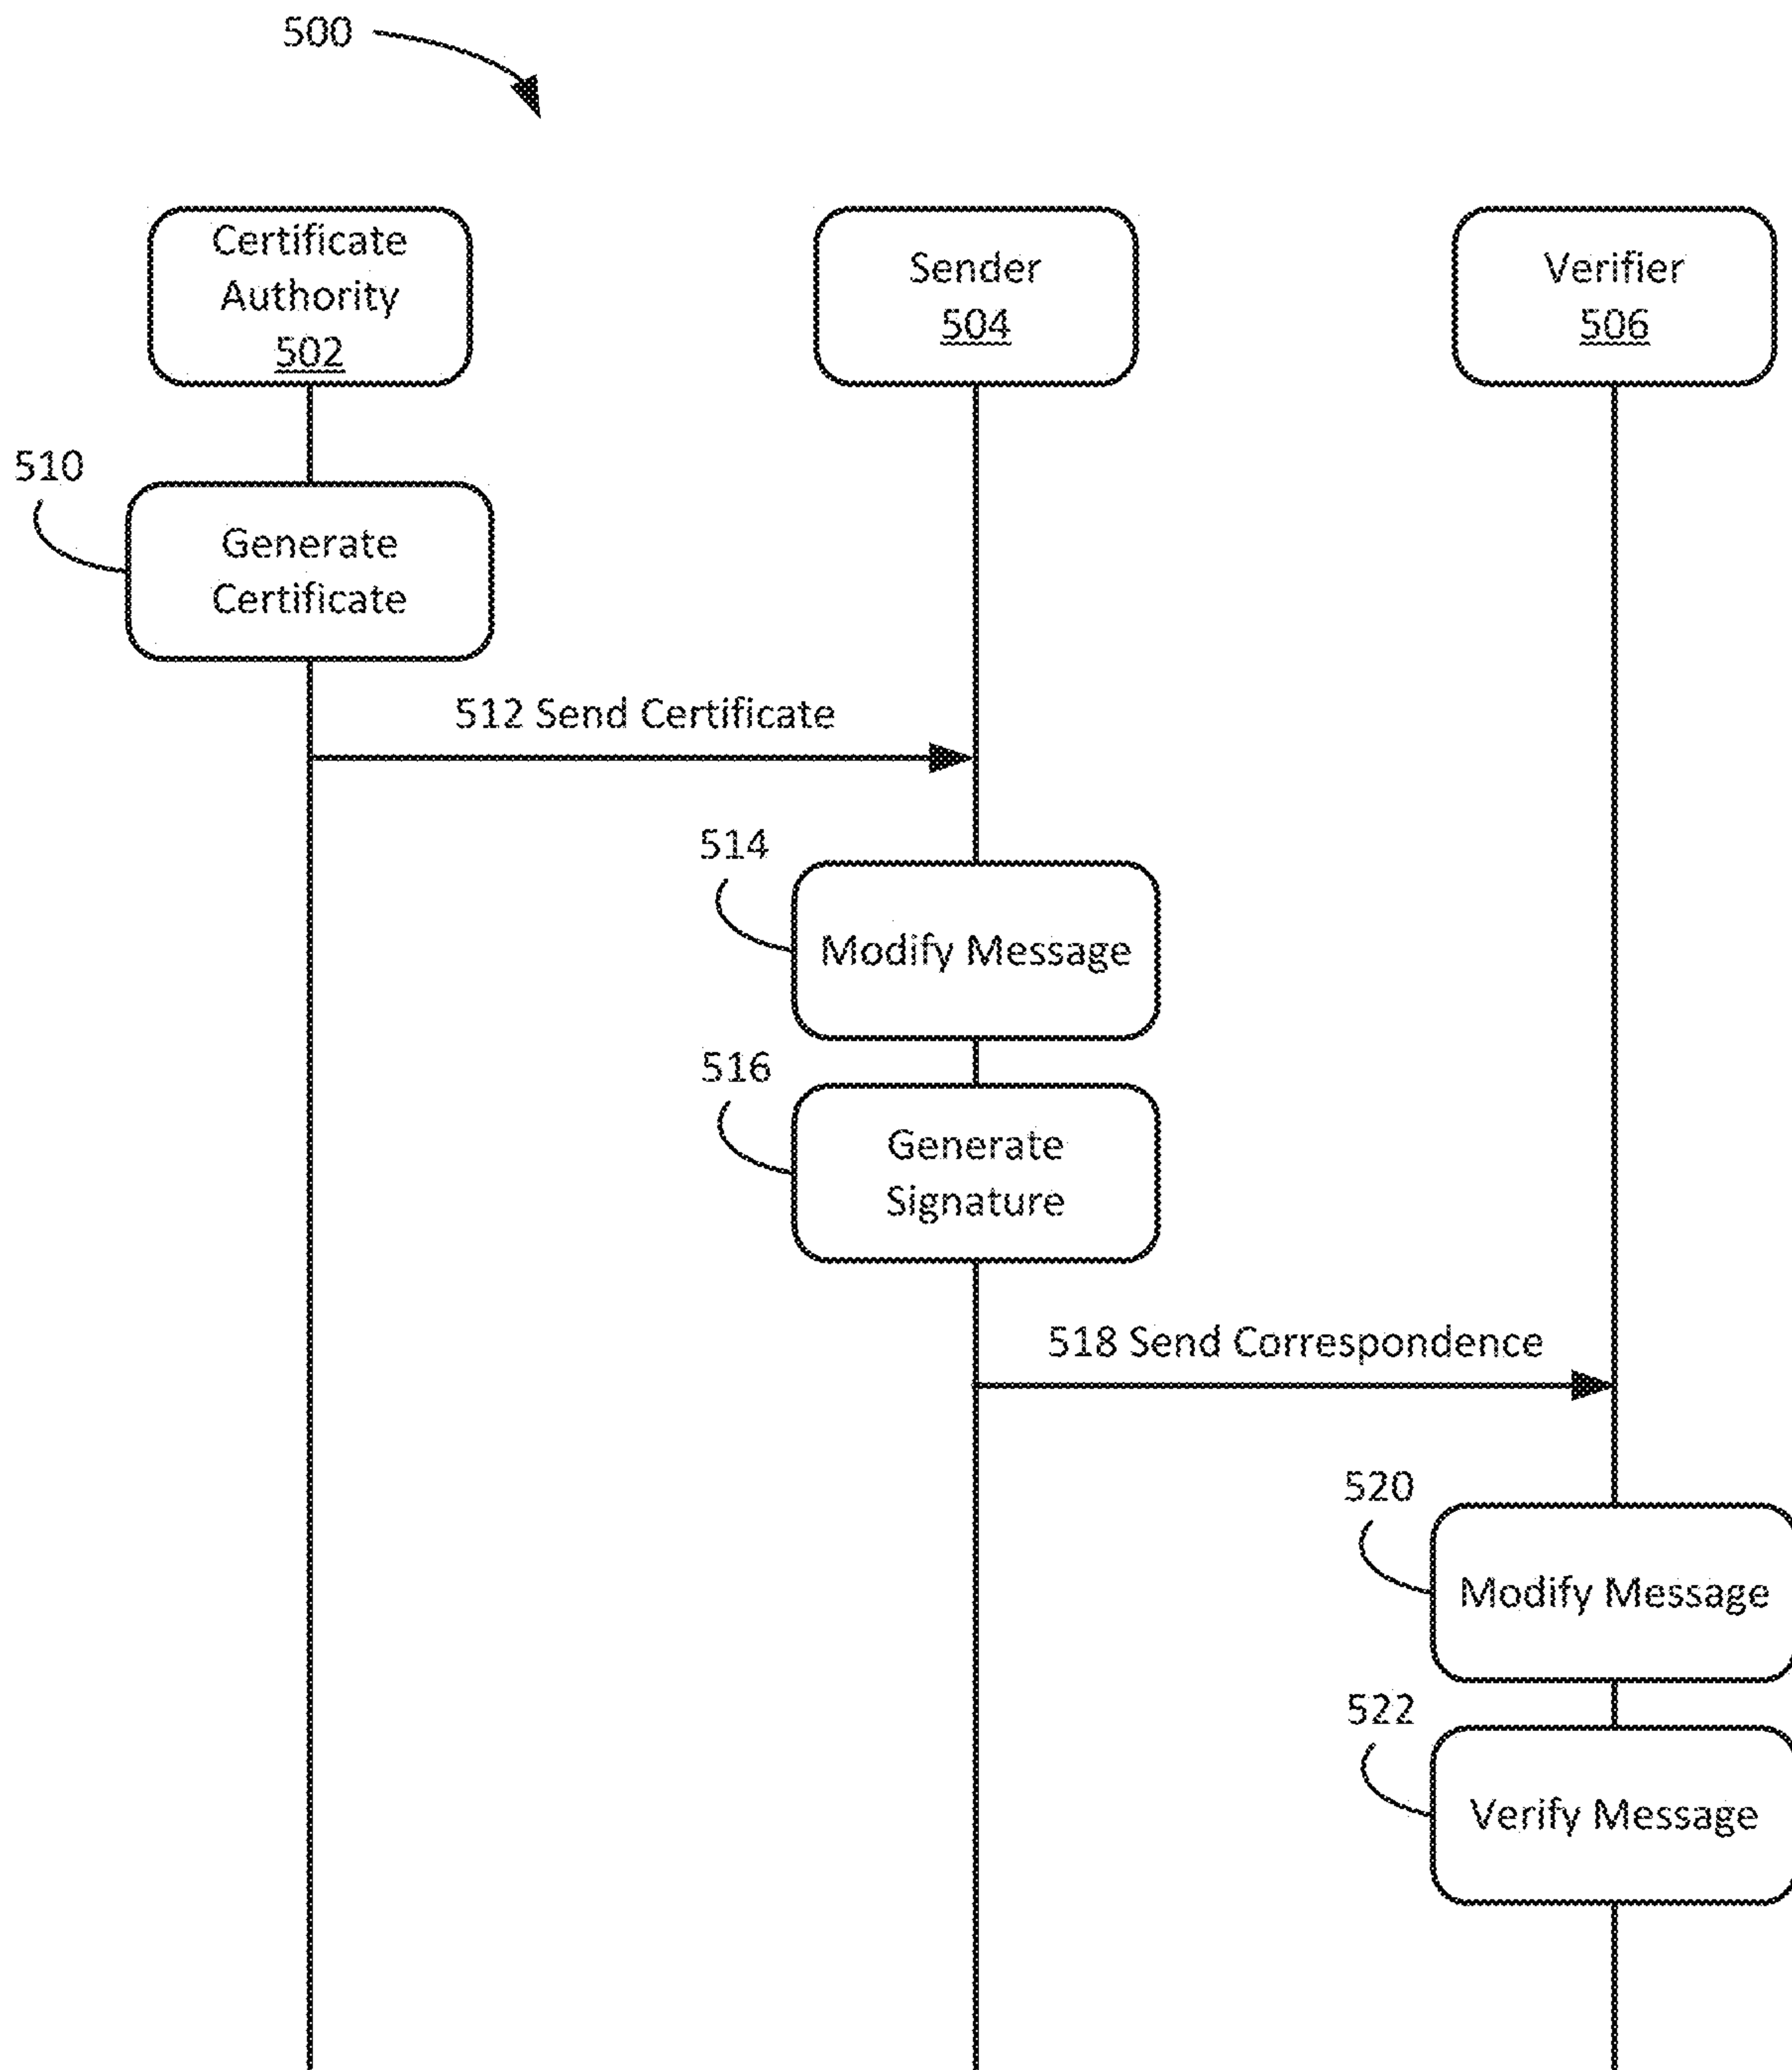 500
Certificate
Authority
502
Sender
504
Verifier
506
510
Generate
Certificate
512 Send Certificate
514
Modify Message
516
Generate
Signature
518 Send Correspondence
520
Modify Message
522
Verify Message